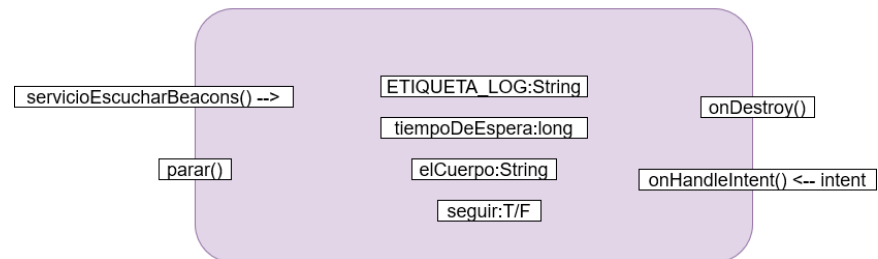 servicioEscucharBeacons() -->
parar()
ETIQUETA_LOG:String
tiempoDeEspera:long
elCuerpo:String
seguir:T/F
onDestroy()
onHandleIntent() <-- intent